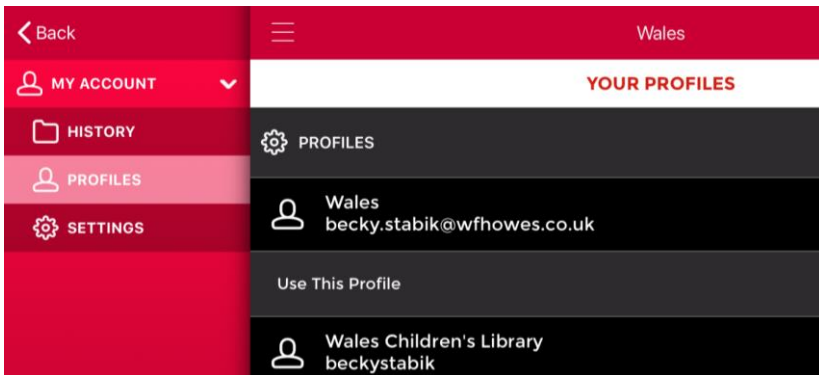 Back
MY ACCOUNT
HISTORY
PROFILES
SETTINGS
Wales
YOUR PROFILES
PROFILES
Wales
becky.stabik@wfhowes.co.uk
Use This Profile
Wales Children's Library
beckystabik